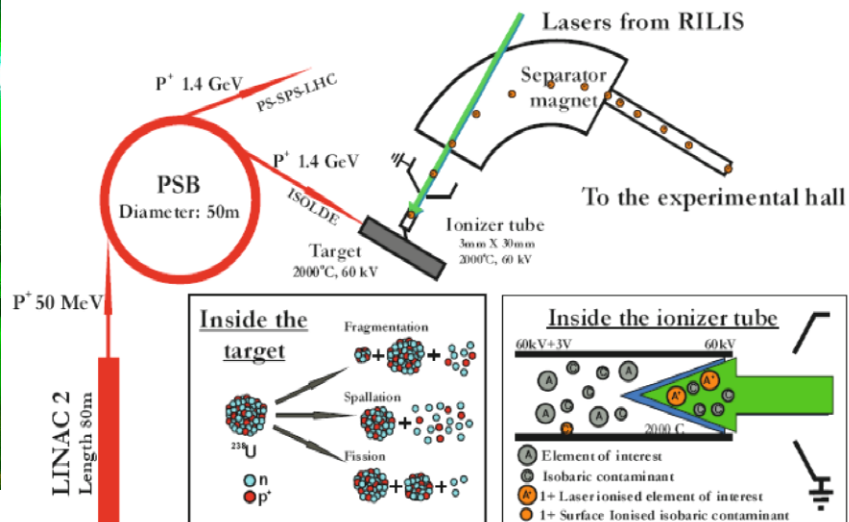 Lasers from RILIS
Separator
magnet
P⁺ 1.4 GeV
PS-SPS-LHC
PSB
Diameter: 50m
P⁺ 1.4 GeV
ISOLDE
To the experimental hall
Target
2000°C, 60 kV
Ionizer tube
3mm X 30mm
2000°C, 60 kV
P⁺ 50 MeV
LINAC 2
Length 80m
Inside the
target
Fragmentation
+ +
Spallation
+
Fission
+ +
²³⁸U
n
p⁺
Inside the ionizer tube
60kV+3V 60kV
A C C A
C C
A⁺ A⁺ C C C C
A C A C
2000 C
A Element of interest
C Isobaric contaminant
A⁺ 1+ Laser ionised element of interest
1+ Surface Ionised isobaric contaminant